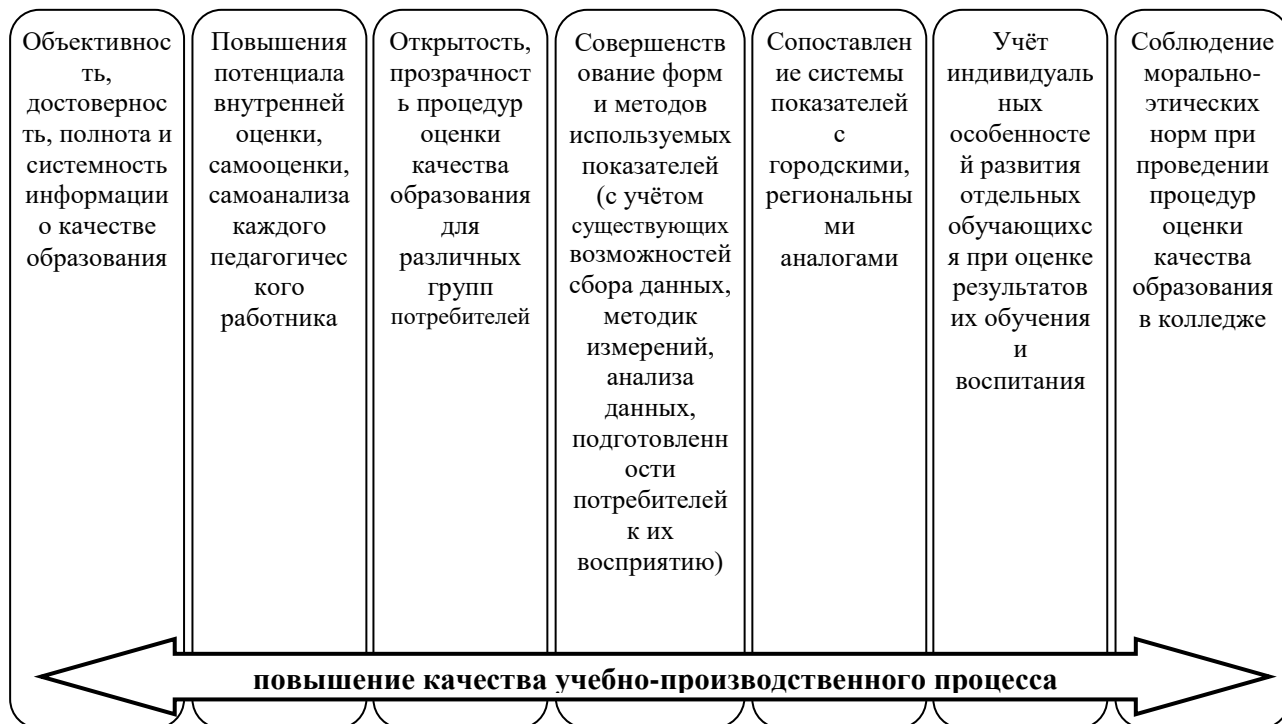 Объективнос
ть,
достовернос
ть, полнота и
системность
информации
о качестве
образования
Повышения
потенциала
внутренней
оценки,
самооценки,
самоанализа
каждого
педагогичес
кого
работника
Открытость,
прозрачност
ь процедур
оценки
качества
образования
для
различных
групп
потребителей
Совершенств
ование форм
и методов
используемых
показателей
(с учётом
существующих
возможностей
сбора данных,
методик
измерений,
анализа
данных,
подготовленн
ости
потребителей
к их
восприятию)
Сопоставлен
ие системы
показателей
с
городскими,
региональны
ми
аналогами
Учёт
индивидуаль
ных
особенносте
й развития
отдельных
обучающихс
я при оценке
результатов
их обучения
и
воспитания
Соблюдение
морально-
этических
норм при
проведении
процедур
оценки
качества
образования
в колледже
повышение качества учебно-производственного процесса